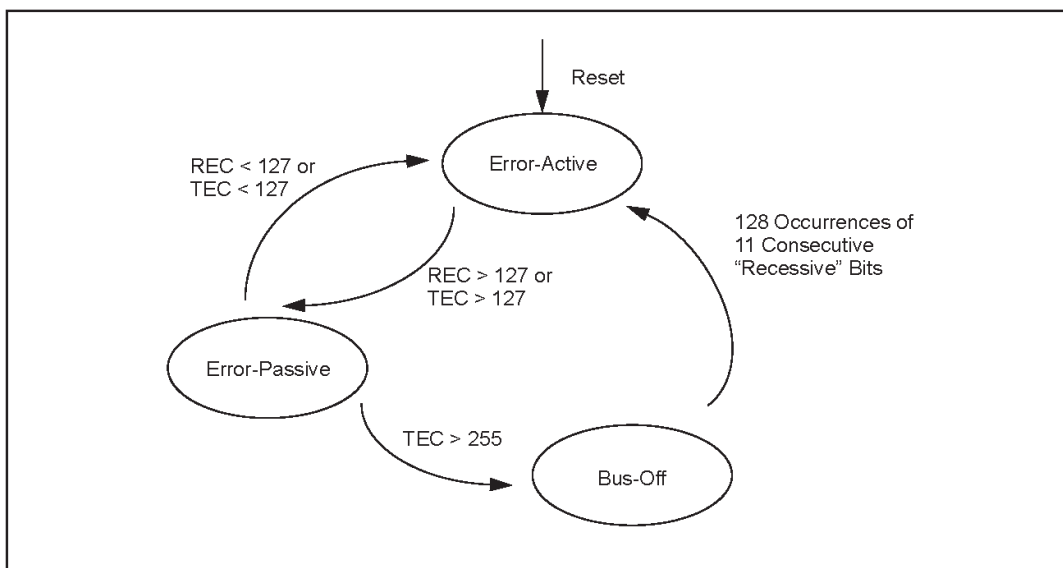 Reset
Error-Active
REC < 127 or
TEC < 127
128 Occurrences of
11 Consecutive
“Recessive” Bits
REC > 127 or
TEC > 127
Error-Passive
TEC > 255
Bus-Off